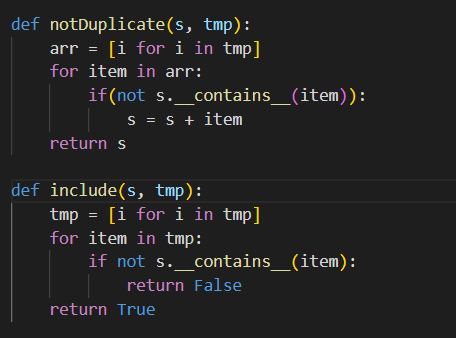 def notDuplicate(s, tmp):
    arr = [i for i in tmp]
    for item in arr:
        if(not s.__contains__(item)):
            s = s + item
    return s

def include(s, tmp):
    tmp = [i for i in tmp]
    for item in tmp:
        if not s.__contains__(item):
            return False
    return True